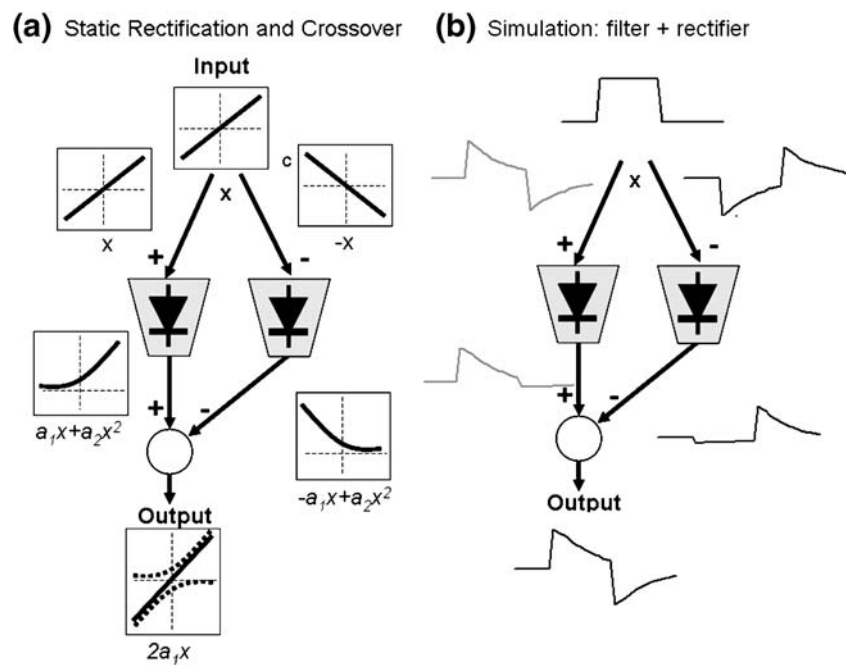 (a) Static Rectification and Crossover
Input
c
x
x
-x
+
-
a₁x+a₂x²
+
-
-a₁x+a₂x²
Output
2a₁x
(b) Simulation: filter + rectifier
x
+
-
+
-
Output